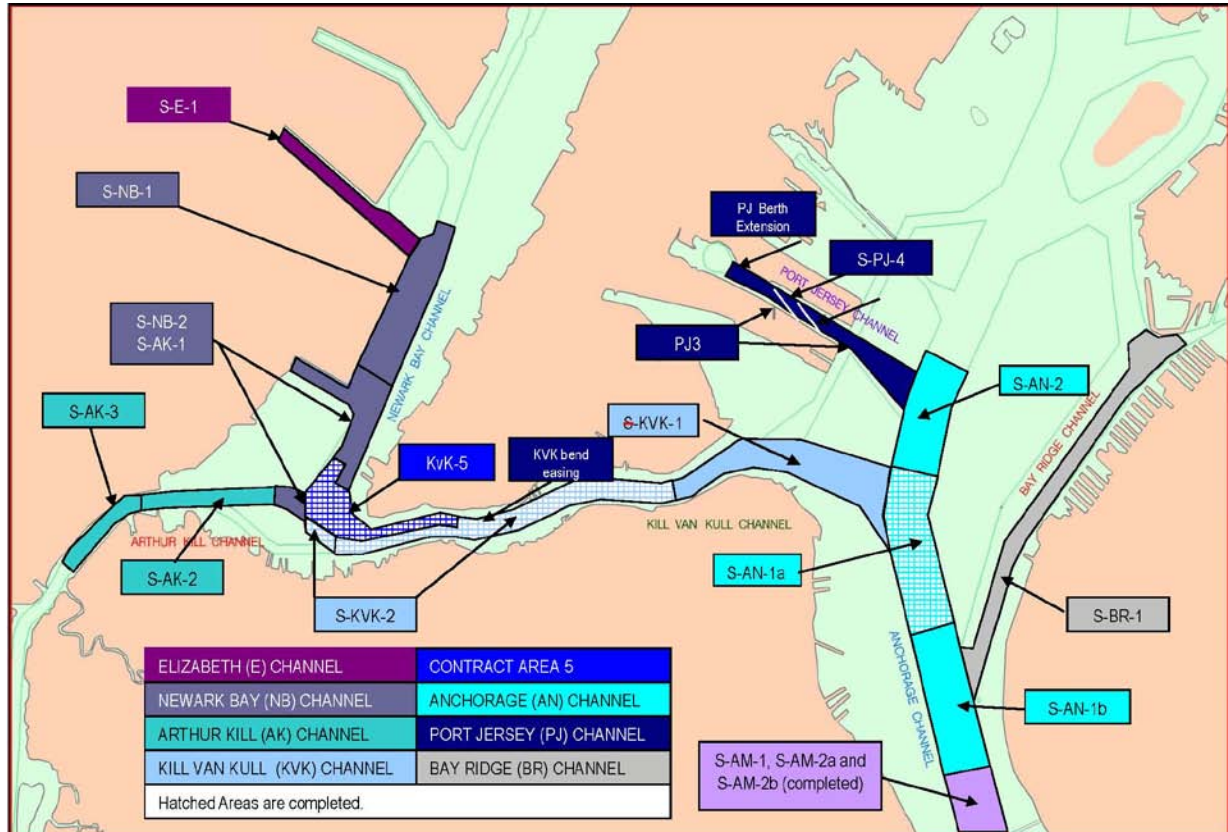 S-E-1
S-NB-1
S-NB-2
S-AK-1
S-AK-3
S-AK-2
ARTHUR KILL CHANNEL
NEWARK BAY CHANNEL
KvK-5
KVK bend
easing
S-KVK-2
S-KVK-1
KILL VAN KULL CHANNEL
PJ Berth
Extension
S-PJ-4
PORT JERSEY CHANNEL
PJ3
S-AN-2
S-AN-1a
S-AN-1b
ANCHORAGE CHANNEL
BAY RIDGE CHANNEL
S-BR-1
S-AM-1, S-AM-2a and
S-AM-2b (completed)
ELIZABETH (E) CHANNEL
CONTRACT AREA 5
NEWARK BAY (NB) CHANNEL
ANCHORAGE (AN) CHANNEL
ARTHUR KILL (AK) CHANNEL
PORT JERSEY (PJ) CHANNEL
KILL VAN KULL (KVK) CHANNEL
BAY RIDGE (BR) CHANNEL
Hatched Areas are completed.